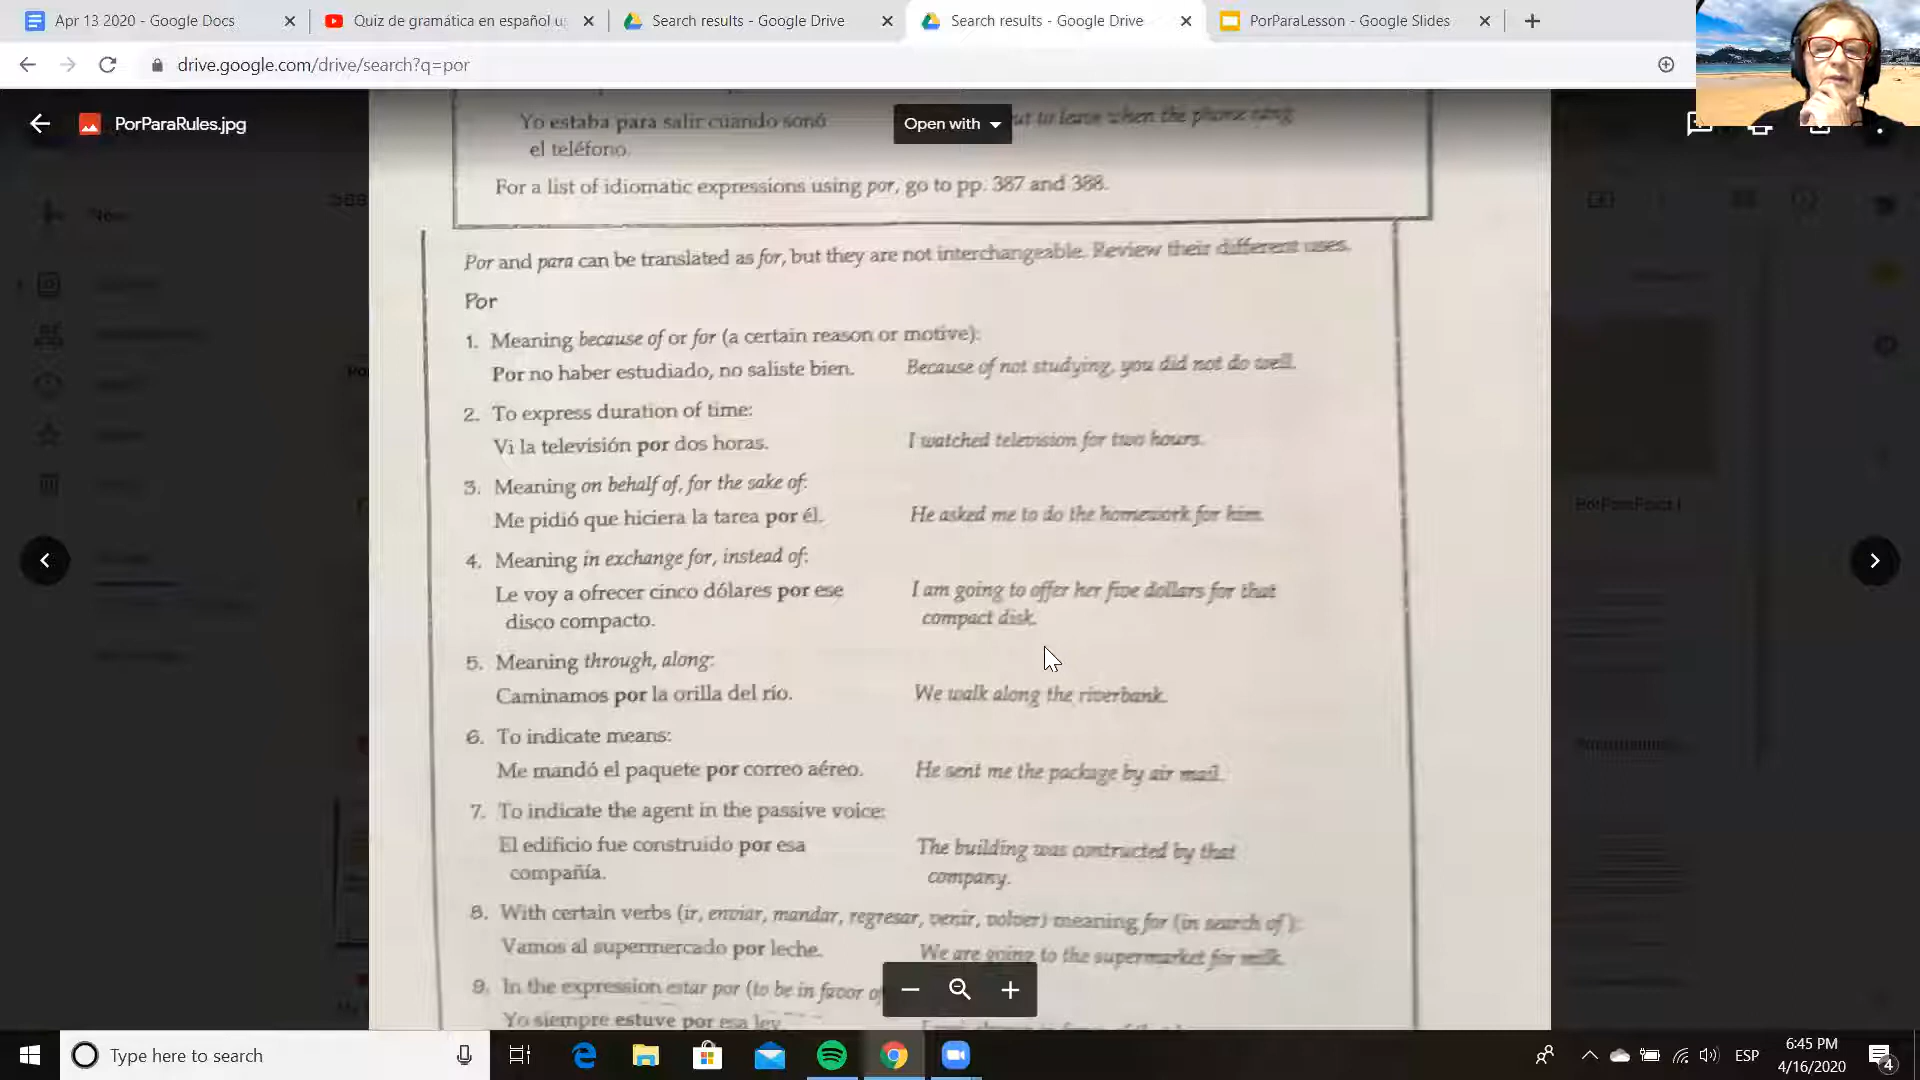 Apr 13 2020 - Google Docs
Quiz de gramática en español u
Search results - Google Drive
Search results - Google Drive
PorParaLesson - Google Slides
drive.google.com/drive/search?q=por
PorParaRules.jpg
Open with
Yo estaba para salir cuando sonó
to leave when the phone rang
el teléfono.
For a list of idiomatic expressions using por, go to pp. 387 and 388.
Por and para can be translated as for, but they are not interchangeable. Review their different uses.
Por
1. Meaning because of or for (a certain reason or motive):
Por no haber estudiado, no saliste bien.
Because of not studying, you did not do well.
2. To express duration of time:
Vi la televisión por dos horas.
I watched television for two hours.
3. Meaning on behalf of, for the sake of:
Me pidió que hiciera la tarea por él.
He asked me to do the homework for him.
4. Meaning in exchange for, instead of:
Le voy a ofrecer cinco dólares por ese
I am going to offer her five dollars for that
disco compacto.
compact disk.
5. Meaning through, along:
Caminamos por la orilla del río.
We walk along the riverbank.
6. To indicate means:
Me mandó el paquete por correo aéreo.
He sent me the package by air mail.
7. To indicate the agent in the passive voice:
El edificio fue construido por esa
The building was contructed by that
compañía.
company.
8. With certain verbs (ir, enviar, mandar, regresar, venir, volver) meaning for (in search of):
Vamos al supermercado por leche.
We are going to the supermarket for milk.
9. In the expression estar por (to be in favor
Yo siempre estuve por esa ley
Type here to search
ESP
6:45 PM
4/16/2020
4